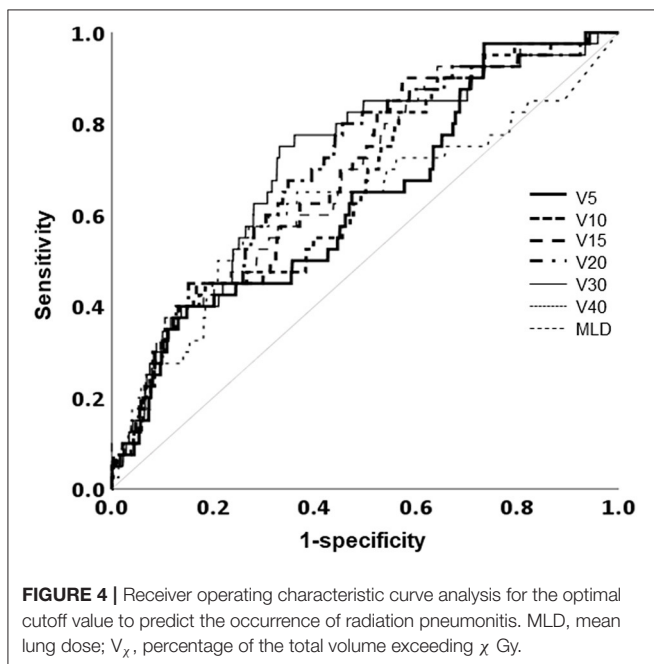 1.0
0.8
0.6
0.4
0.2
0.0
Sensitivity
0.0 0.2 0.4 0.6 0.8 1.0
1-specificity
V5
V10
V15
V20
V30
V40
MLD
FIGURE 4 | Receiver operating characteristic curve analysis for the optimal
cutoff value to predict the occurrence of radiation pneumonitis. MLD, mean
lung dose; Vχ, percentage of the total volume exceeding χ Gy.